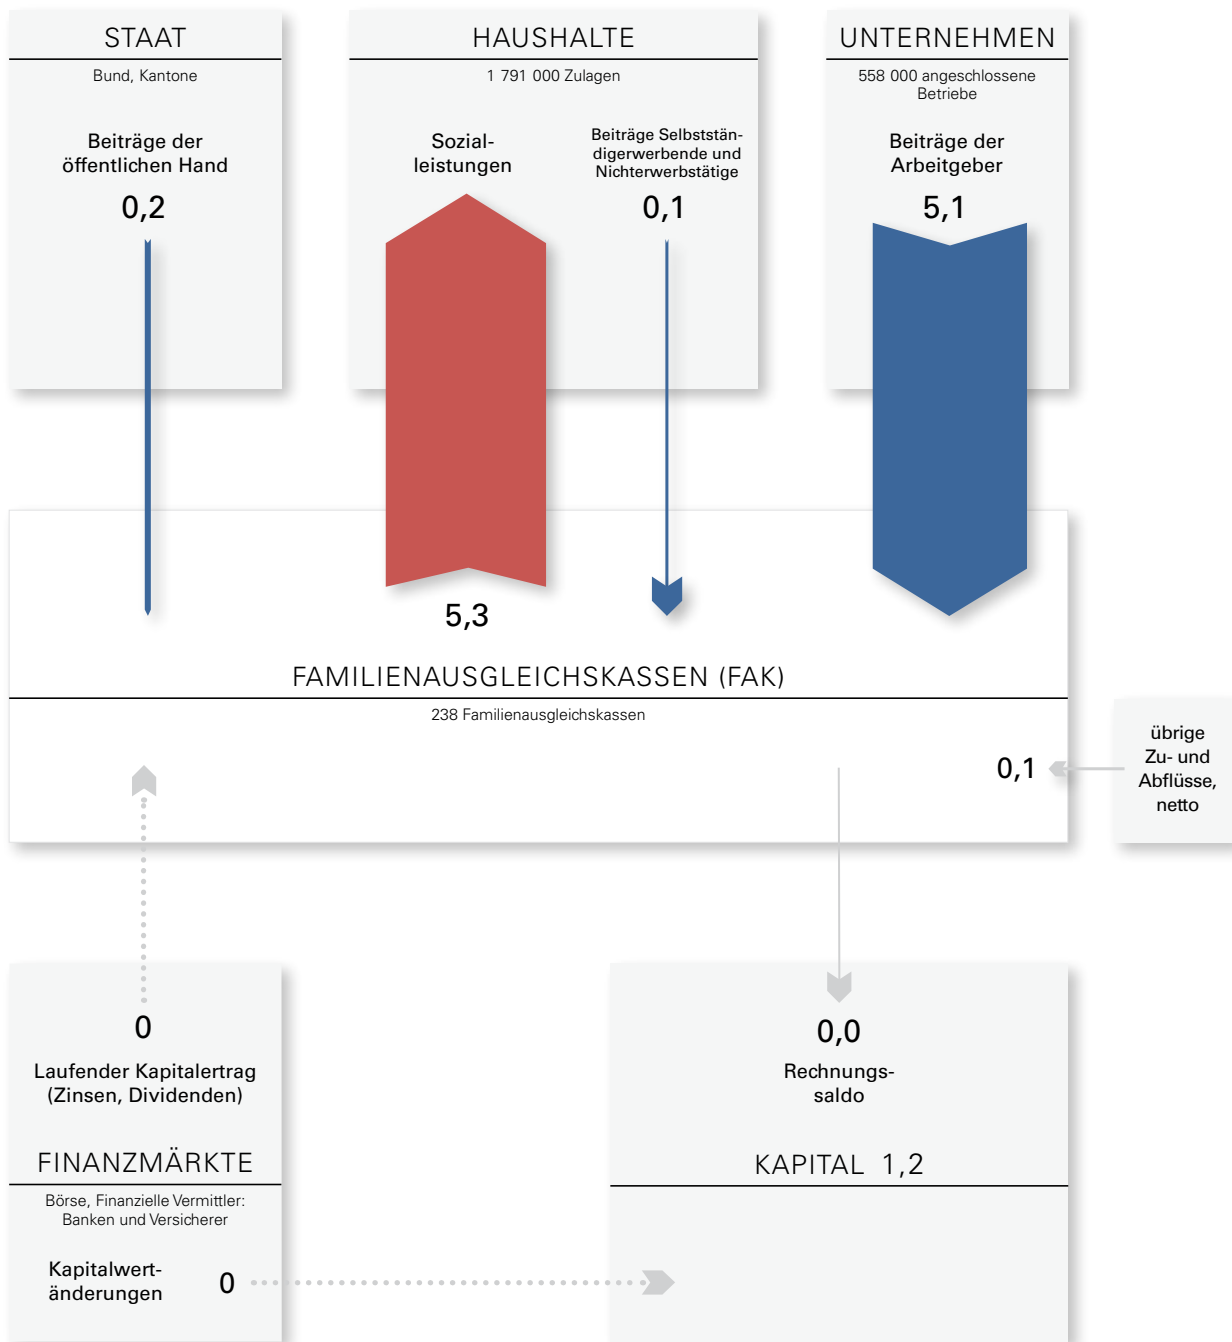 STAAT
Bund, Kantone
Beiträge der
öffentlichen Hand
0,2
HAUSHALTE
1 791 000 Zulagen
Sozial-
leistungen
Beiträge Selbststän-
digerwerbende und
Nichterwerbstätige
0,1
UNTERNEHMEN
558 000 angeschlossene
Betriebe
Beiträge der
Arbeitgeber
5,1
5,3
FAMILIENAUSGLEICHSKASSEN (FAK)
238 Familienausgleichskassen
0,1
übrige
Zu- und
Abflüsse,
netto
0
Laufender Kapitalertrag
(Zinsen, Dividenden)
FINANZMÄRKTE
Börse, Finanzielle Vermittler:
Banken und Versicherer
Kapitalwert-
änderungen
0
0,0
Rechnungs-
saldo
KAPITAL 1,2